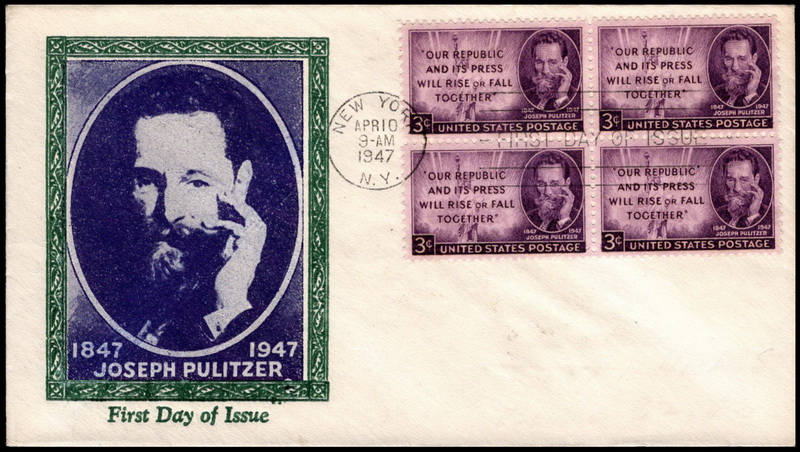 1847 1947
JOSEPH PULITZER
First Day of Issue
NEW YORK
APR 10
9-AM
1947
N.Y.
FIRST DAY OF ISSUE
"OUR REPUBLIC
AND ITS PRESS
WILL RISE OR FALL
TOGETHER"
1847 1947
JOSEPH PULITZER
3¢ UNITED STATES POSTAGE
"OUR REPUBLIC
AND ITS PRESS
WILL RISE OR FALL
TOGETHER"
1847 1947
JOSEPH PULITZER
3¢ UNITED STATES POSTAGE
"OUR REPUBLIC
AND ITS PRESS
WILL RISE OR FALL
TOGETHER"
1847 1947
JOSEPH PULITZER
3¢ UNITED STATES POSTAGE
"OUR REPUBLIC
AND ITS PRESS
WILL RISE OR FALL
TOGETHER"
1847 1947
JOSEPH PULITZER
3¢ UNITED STATES POSTAGE